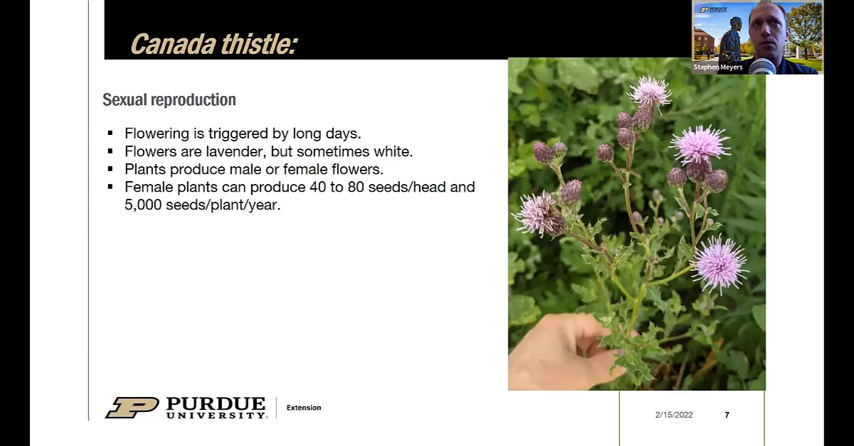 Canada thistle:
PURDUE
UNIVERSITY
Stephen Meyers
Sexual reproduction
▪ Flowering is triggered by long days.
▪ Flowers are lavender, but sometimes white.
▪ Plants produce male or female flowers.
▪ Female plants can produce 40 to 80 seeds/head and
5,000 seeds/plant/year.
PURDUE
UNIVERSITY®
Extension
2/15/2022
7